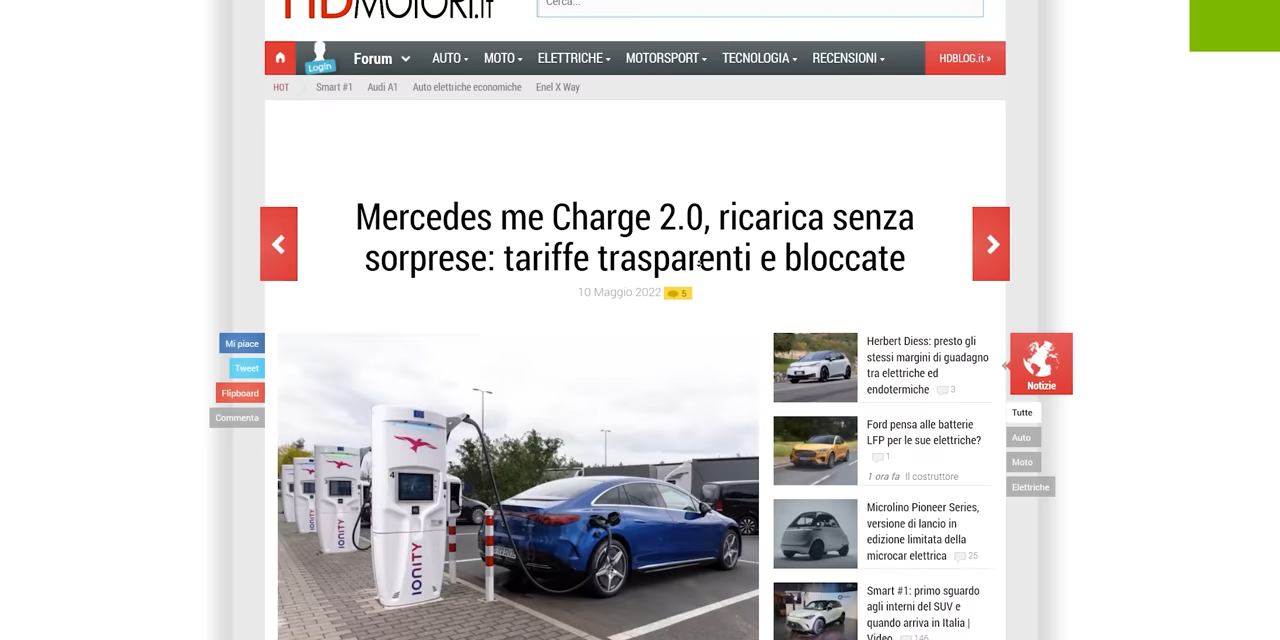 HDMOTORI.it
Cerca...
Login
Forum
AUTO
MOTO
ELETTRICHE
MOTORSPORT
TECNOLOGIA
RECENSIONI
HDBLOG.it »
HOT
Smart #1
Audi A1
Auto elettriche economiche
Enel X Way
Mercedes me Charge 2.0, ricarica senza
sorprese: tariffe trasparenti e bloccate
10 Maggio 2022
5
Mi piace
Tweet
Flipboard
Commenta
4
IONITY
IONITY
IONITY
Herbert Diess: presto gli
stessi margini di guadagno
tra elettriche ed
endotermiche 3
Ford pensa alle batterie
LFP per le sue elettriche?
1
1 ora fa Il costruttore
Microlino Pioneer Series,
versione di lancio in
edizione limitata della
microcar elettrica 25
Smart #1: primo sguardo
agli interni del SUV e
quando arriva in Italia |
Video 146
Notizie
Tutte
Auto
Moto
Elettriche